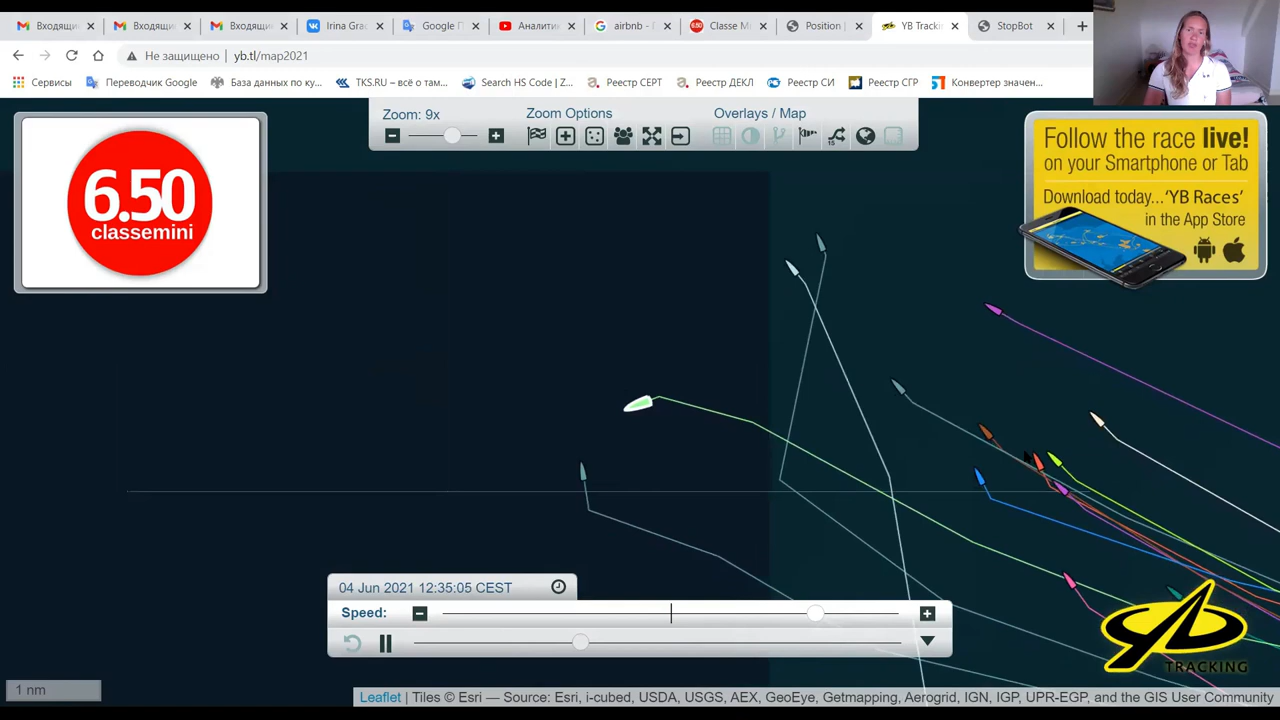 Входящи
Входящи
Входящи
Irina Grac
Google П
Аналити
airbnb - Г
Classe Mi
Position
YB Tracki
StopBot
Не защищено
yb.tl/map2021
Сервисы
Переводчик Google
База данных по ку...
TKS.RU – всё о там...
Search HS Code | Z...
Реестр СЕРТ
Реестр ДЕКЛ
Реестр СИ
Реестр СГР
Конвертер значен...
Zoom: 9x
Zoom Options
Overlays / Map
6.50
classemini
Follow the race live!
on your Smartphone or Tab
Download today...'YB Races'
in the App Store
04 Jun 2021 12:35:05 CEST
Speed:
TRACKING
1 nm
Leaflet | Tiles © Esri — Source: Esri, i-cubed, USDA, USGS, AEX, GeoEye, Getmapping, Aerogrid, IGN, IGP, UPR-EGP, and the GIS User Community